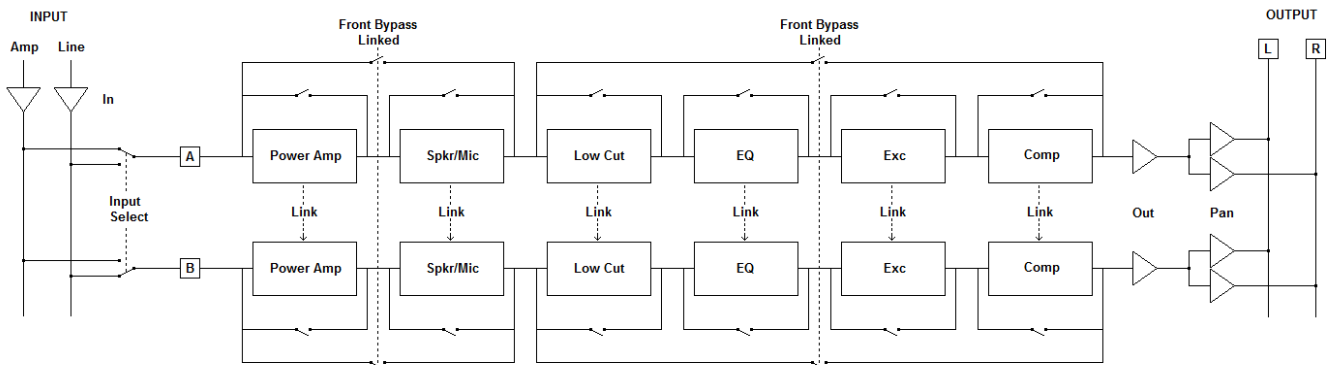 INPUT
Front Bypass
Linked
Front Bypass
Linked
OUTPUT
Amp Line
L R
In
A Power Amp Spkr/Mic Low Cut EQ Exc Comp
Input
Select
Link Link Link Link Link Link Out Pan
B Power Amp Spkr/Mic Low Cut EQ Exc Comp